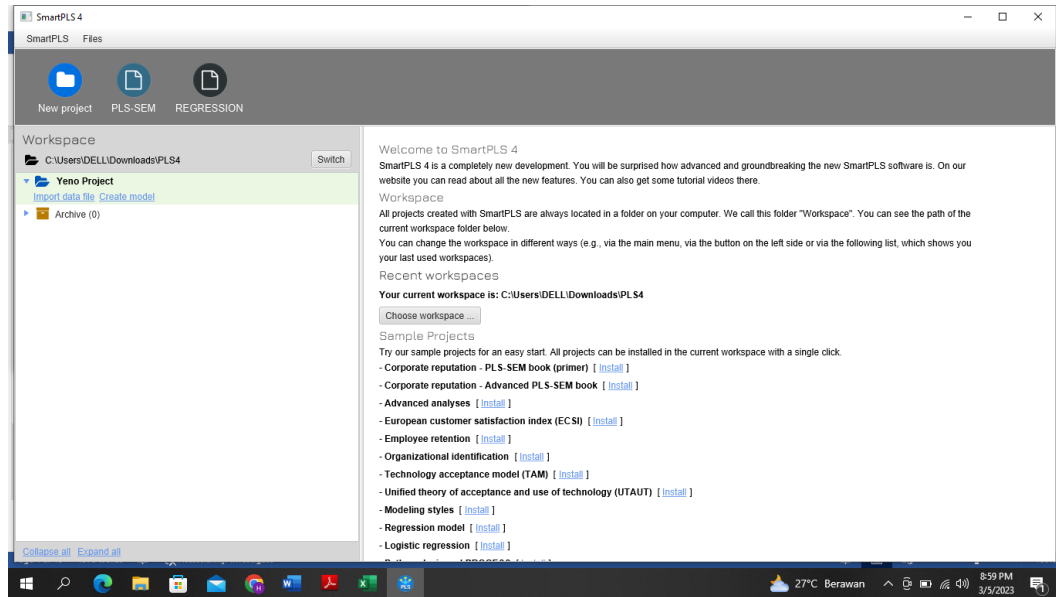 SmartPLS 4
SmartPLS Files
New project PLS-SEM REGRESSION
Workspace
C:\Users\DELL\Downloads\PLS4 Switch
Yeno Project
Import data file Create model
Archive (0)
Collapse all Expand all
Welcome to SmartPLS 4
SmartPLS 4 is a completely new development. You will be surprised how advanced and groundbreaking the new SmartPLS software is. On our
website you can read about all the new features. You can also get some tutorial videos there.
Workspace
All projects created with SmartPLS are always located in a folder on your computer. We call this folder "Workspace". You can see the path of the
current workspace folder below.
You can change the workspace in different ways (e.g., via the main menu, via the button on the left side or via the following list, which shows you
your last used workspaces).
Recent workspaces
Your current workspace is: C:\Users\DELL\Downloads\PLS4
Choose workspace ...
Sample Projects
Try our sample projects for an easy start. All projects can be installed in the current workspace with a single click.
- Corporate reputation - PLS-SEM book (primer) [ Install ]
- Corporate reputation - Advanced PLS-SEM book [ Install ]
- Advanced analyses [ Install ]
- European customer satisfaction index (ECSI) [ Install ]
- Employee retention [ Install ]
- Organizational identification [ Install ]
- Technology acceptance model (TAM) [ Install ]
- Unified theory of acceptance and use of technology (UTAUT) [ Install ]
- Modeling styles [ Install ]
- Regression model [ Install ]
- Logistic regression [ Install ]
27°C Berawan
8:59 PM
3/5/2023